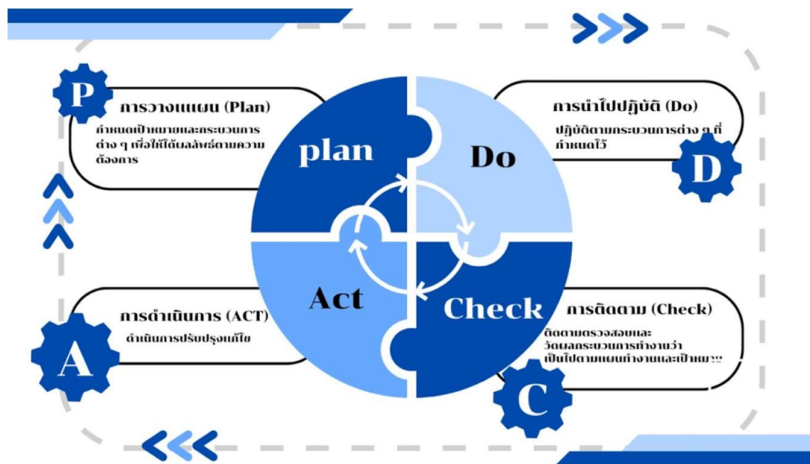 P
การวางแผน (Plan)
กำหนดเป้าหมายและกระบวนการ
ต่าง ๆ เพื่อให้ได้ผลลัพธ์ตามความ
ต้องการ
plan
Do
การนำไปปฏิบัติ (Do)
ปฏิบัติตามกระบวนการต่าง ๆ ที่
กำหนดไว้
D
การดำเนินการ (ACT)
ดำเนินการปรับปรุงแก้ไข
A
Act
Check
การติดตาม (Check)
ติดตามตรวจสอบและ
วัดผลกระบวนการทำงานว่า
เป็นไปตามแผนทำงานและเป้าหมาย
C